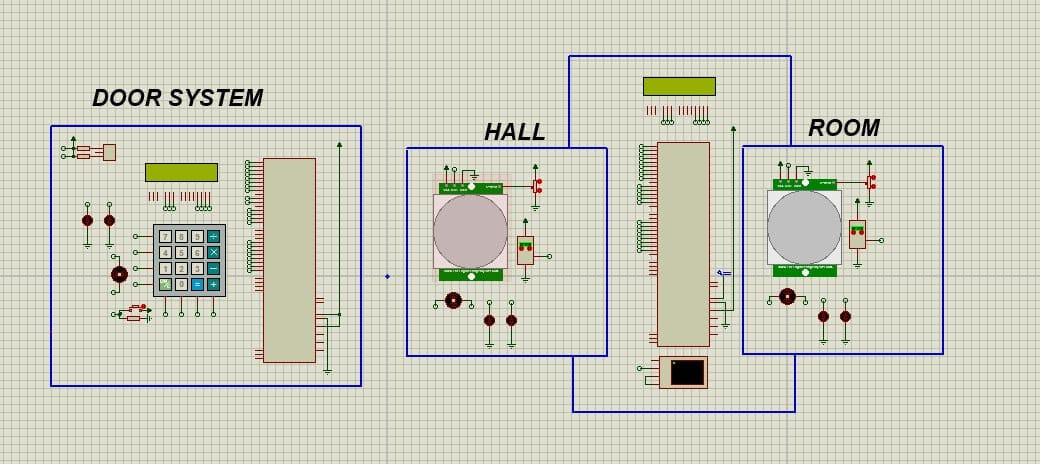 DOOR SYSTEM
HALL
ROOM
7 8 9 ÷
4 5 6 ×
1 2 3 −
0 = +